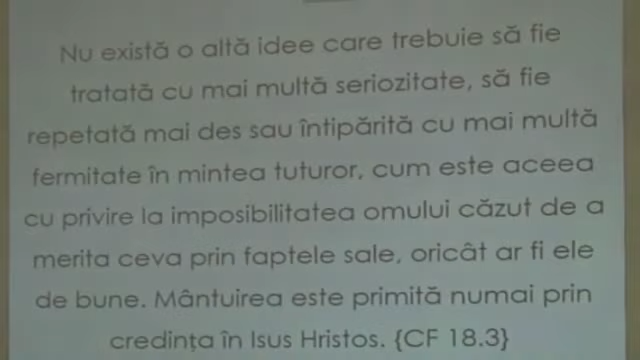 Nu există o altă idee care trebuie să fie
tratată cu mai multă seriozitate, să fie
repetată mai des sau întipărită cu mai multă
fermitate în mintea tuturor, cum este aceea
cu privire la imposibilitatea omului căzut de a
merita ceva prin faptele sale, oricât ar fi ele
de bune. Mântuirea este primită numai prin
credința în Isus Hristos. {CF 18.3}